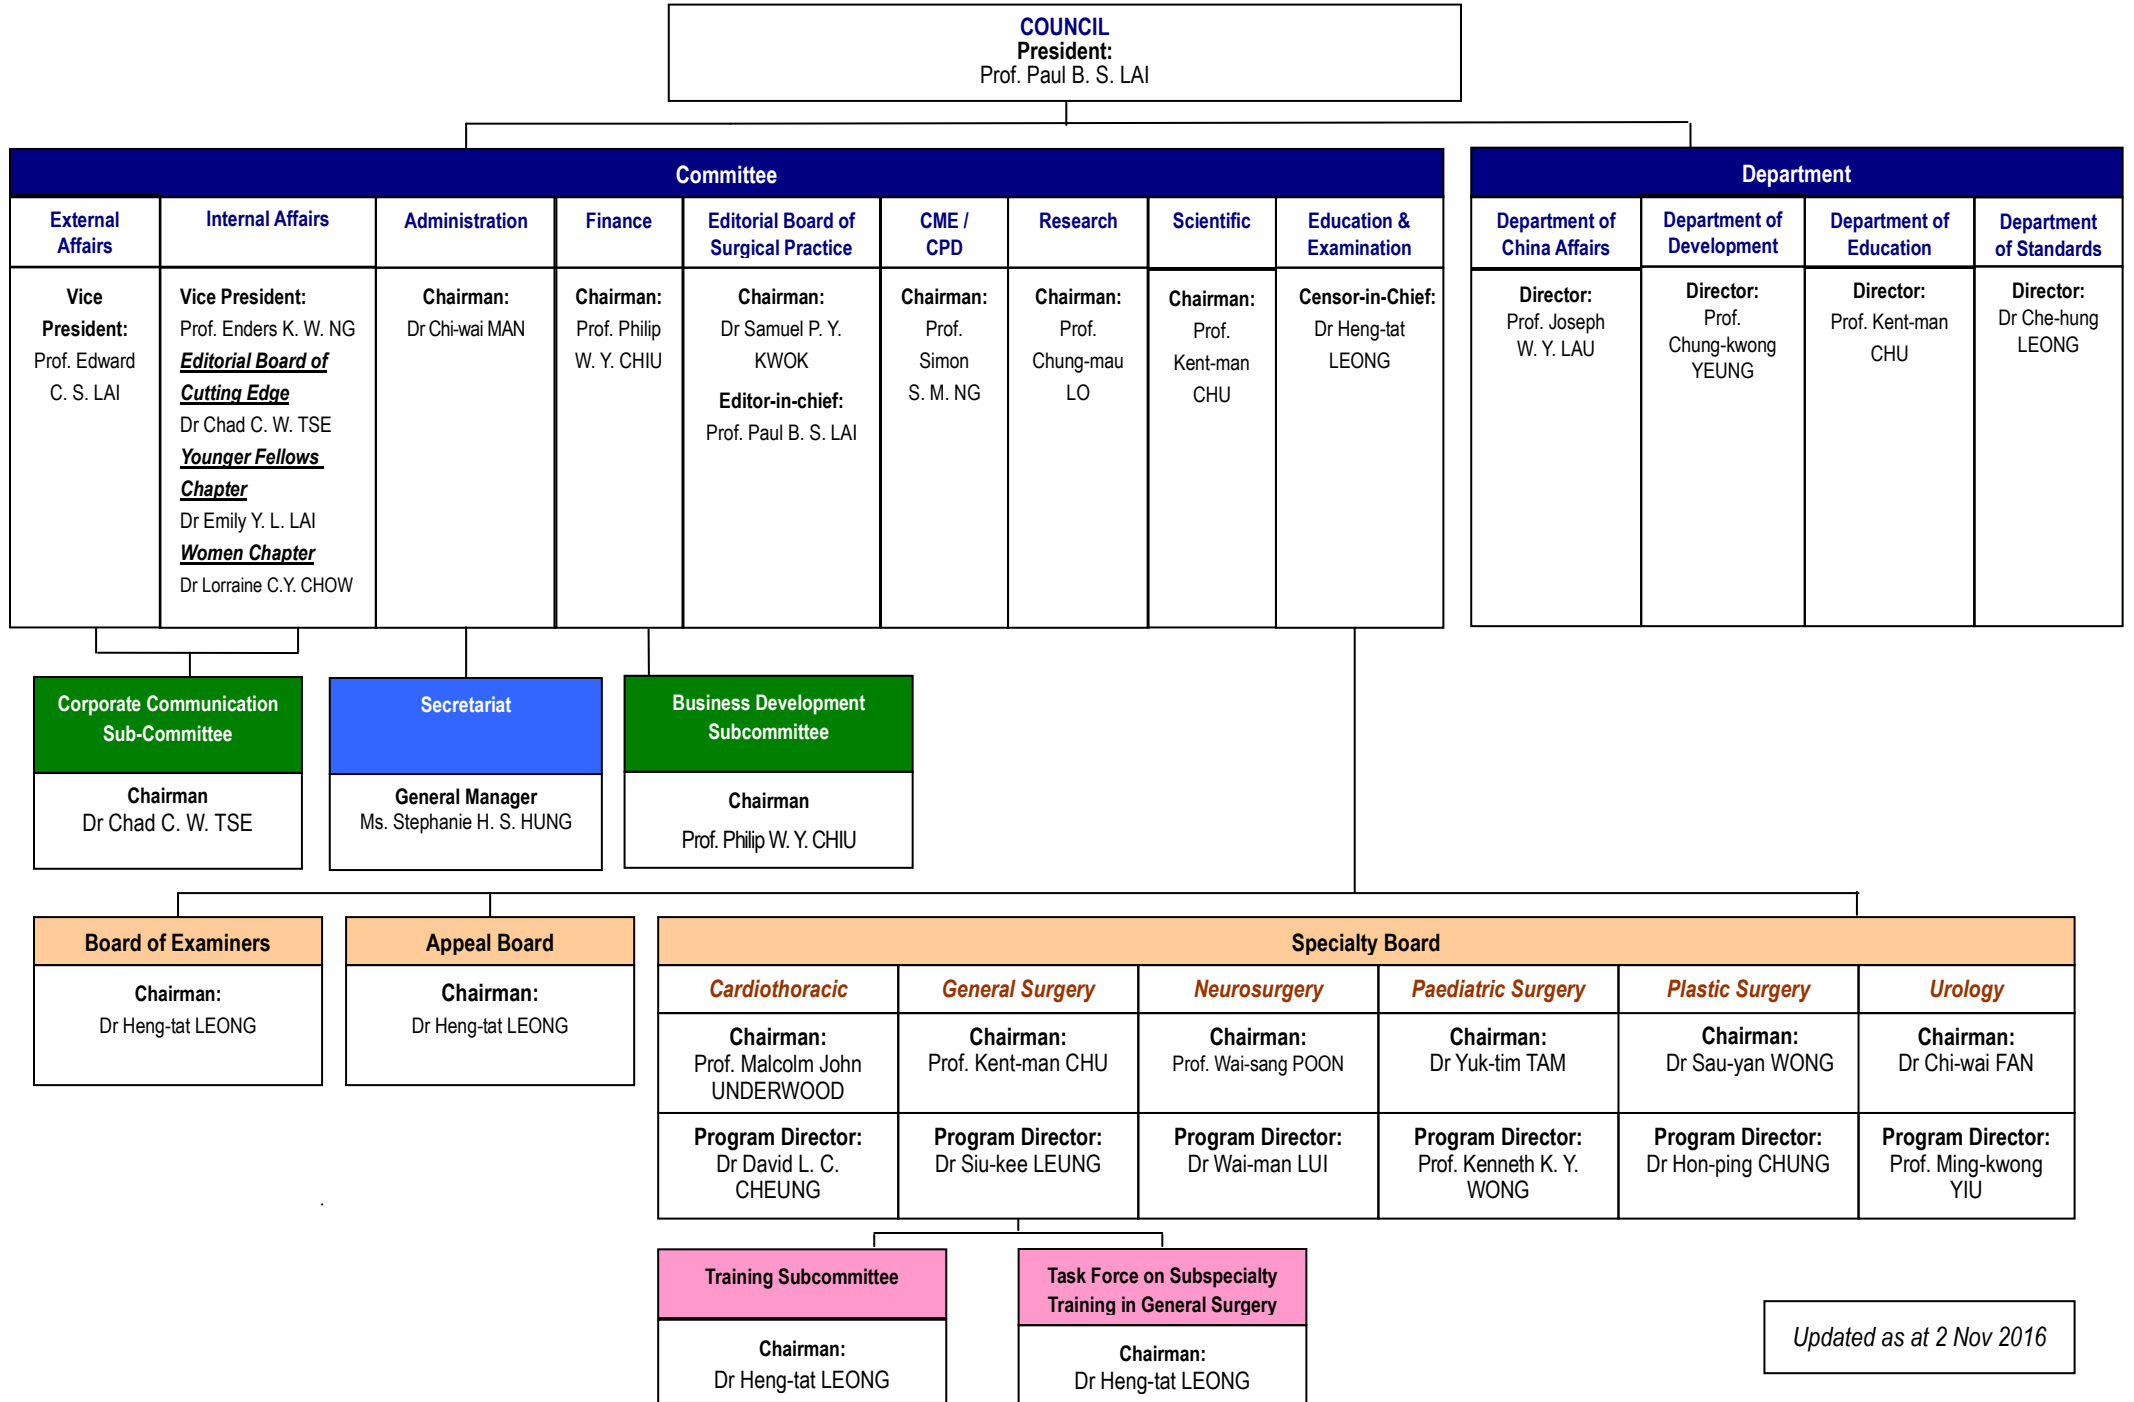 COUNCIL
President:
Prof. Paul B. S. LAI
Committee
External
Affairs
Vice
President:
Prof. Edward
C. S. LAI
Internal Affairs
Vice President:
Prof. Enders K. W. NG
Editorial Board of
Cutting Edge
Dr Chad C. W. TSE
Younger Fellows
Chapter
Dr Emily Y. L. LAI
Women Chapter
Dr Lorraine C.Y. CHOW
Administration
Chairman:
Dr Chi-wai MAN
Finance
Chairman:
Prof. Philip
W. Y. CHIU
Editorial Board of
Surgical Practice
Chairman:
Dr Samuel P. Y.
KWOK
Editor-in-chief:
Prof. Paul B. S. LAI
CME /
CPD
Chairman:
Prof.
Simon
S. M. NG
Research
Chairman:
Prof.
Chung-mau
LO
Scientific
Chairman:
Prof.
Kent-man
CHU
Education &
Examination
Censor-in-Chief:
Dr Heng-tat
LEONG
Department
Department of
China Affairs
Director:
Prof. Joseph
W. Y. LAU
Department of
Development
Director:
Prof.
Chung-kwong
YEUNG
Department of
Education
Director:
Prof. Kent-man
CHU
Department
of Standards
Director:
Dr Che-hung
LEONG
Corporate Communication
Sub-Committee
Chairman
Dr Chad C. W. TSE
Secretariat
General Manager
Ms. Stephanie H. S. HUNG
Business Development
Subcommittee
Chairman
Prof. Philip W. Y. CHIU
Board of Examiners
Chairman:
Dr Heng-tat LEONG
Appeal Board
Chairman:
Dr Heng-tat LEONG
Specialty Board
Cardiothoracic
Chairman:
Prof. Malcolm John
UNDERWOOD
Program Director:
Dr David L. C.
CHEUNG
General Surgery
Chairman:
Prof. Kent-man CHU
Program Director:
Dr Siu-kee LEUNG
Neurosurgery
Chairman:
Prof. Wai-sang POON
Program Director:
Dr Wai-man LUI
Paediatric Surgery
Chairman:
Dr Yuk-tim TAM
Program Director:
Prof. Kenneth K. Y.
WONG
Plastic Surgery
Chairman:
Dr Sau-yan WONG
Program Director:
Dr Hon-ping CHUNG
Urology
Chairman:
Dr Chi-wai FAN
Program Director:
Prof. Ming-kwong
YIU
Training Subcommittee
Chairman:
Dr Heng-tat LEONG
Task Force on Subspecialty
Training in General Surgery
Chairman:
Dr Heng-tat LEONG
Updated as at 2 Nov 2016